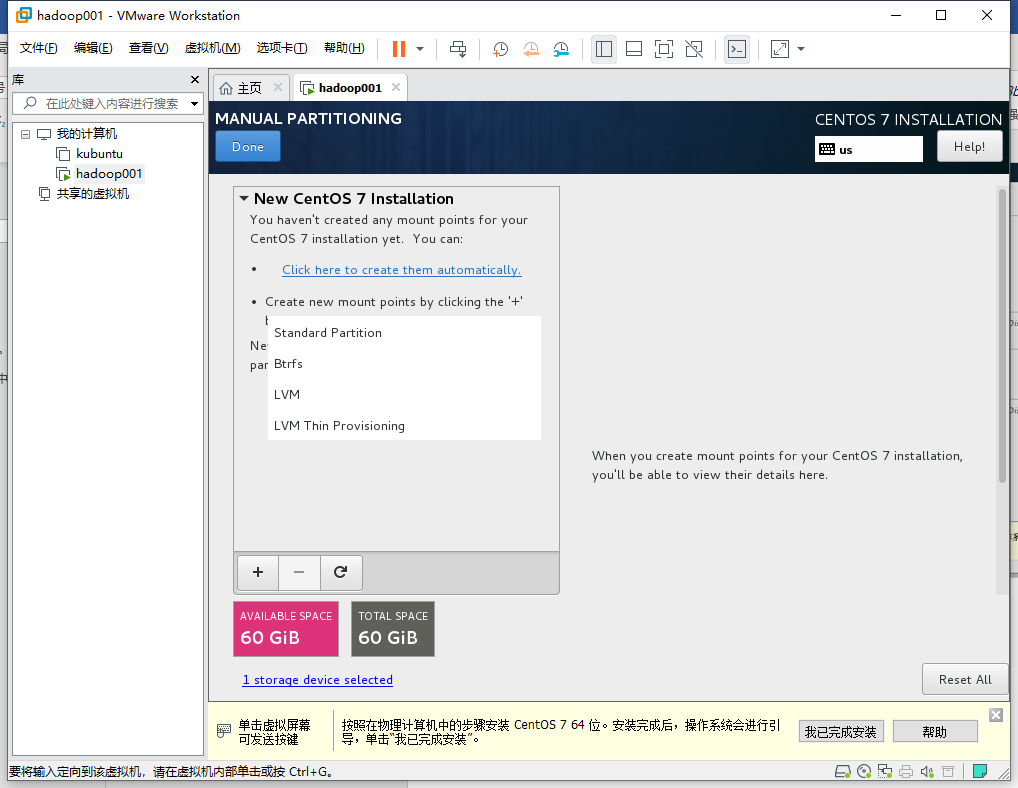 hadoop001 - VMware Workstation
文件(F) 编辑(E) 查看(V) 虚拟机(M) 选项卡(T) 帮助(H)
库
在此处键入内容进行搜索
我的计算机
kubuntu
hadoop001
共享的虚拟机
主页 hadoop001
MANUAL PARTITIONING
Done
CENTOS 7 INSTALLATION
us
Help!
New CentOS 7 Installation
You haven't created any mount points for your
CentOS 7 installation yet. You can:
• Click here to create them automatically.
• Create new mount points by clicking the '+'
Standard Partition
Btrfs
LVM
LVM Thin Provisioning
When you create mount points for your CentOS 7 installation,
you'll be able to view their details here.
AVAILABLE SPACE
60 GiB
TOTAL SPACE
60 GiB
1 storage device selected
Reset All
单击虚拟屏幕
可发送按键
按照在物理计算机中的步骤安装 CentOS 7 64 位。安装完成后，操作系统会进行引
导，单击"我已完成安装"。
我已完成安装
帮助
要将输入定向到该虚拟机，请在虚拟机内部单击或按 Ctrl+G。